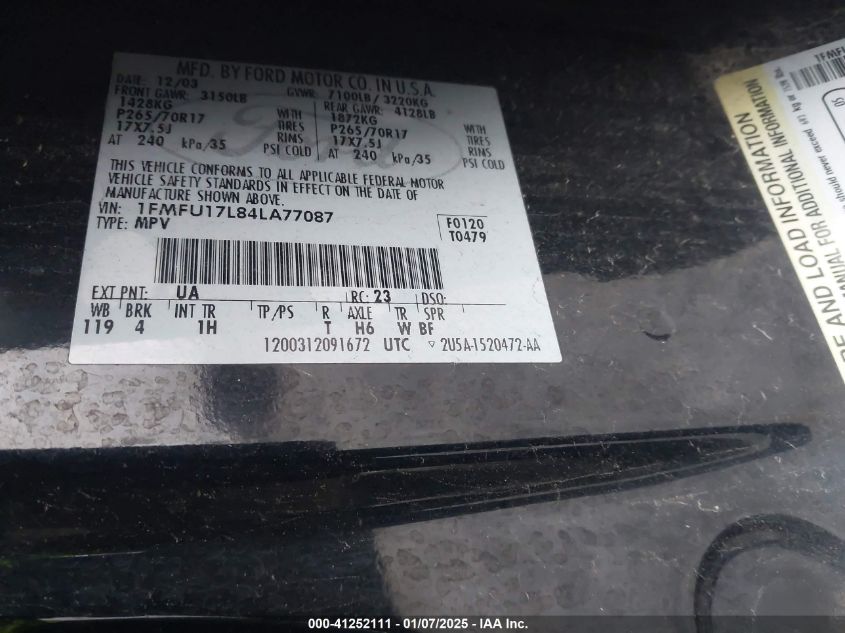 MFD. BY FORD MOTOR CO. IN U.S.A.
DATE: 12/03 GVWR: 7100LB/ 3220KG
FRONT GAWR: 3150LB REAR GAWR: 4128LB
1428KG WITH 1872KG WITH
P265/70R17 TIRES P265/70R17 TIRES
17X7.5J RIMS 17X7.5J RIMS
AT 240 kPa/35 PSI COLD AT 240 kPa/35 PSI COLD
THIS VEHICLE CONFORMS TO ALL APPLICABLE FEDERAL MOTOR
VEHICLE SAFETY STANDARDS IN EFFECT ON THE DATE OF
MANUFACTURE SHOWN ABOVE.
VIN: 1FMFU17L84LA77087 F0120
TYPE: MPV T0479
EXT PNT: UA RC: 23 DSO:
WB BRK INT TR TP/PS R AXLE TR SPR
119 4 1H T H6 W BF
1200312091672 UTC ▽ 2U5A-1520472-AA
RE AND LOAD INFORMATION
MANUAL FOR ADDITIONAL INFORMATION
should never exceed
05
000-41252111 - 01/07/2025 - IAA Inc.